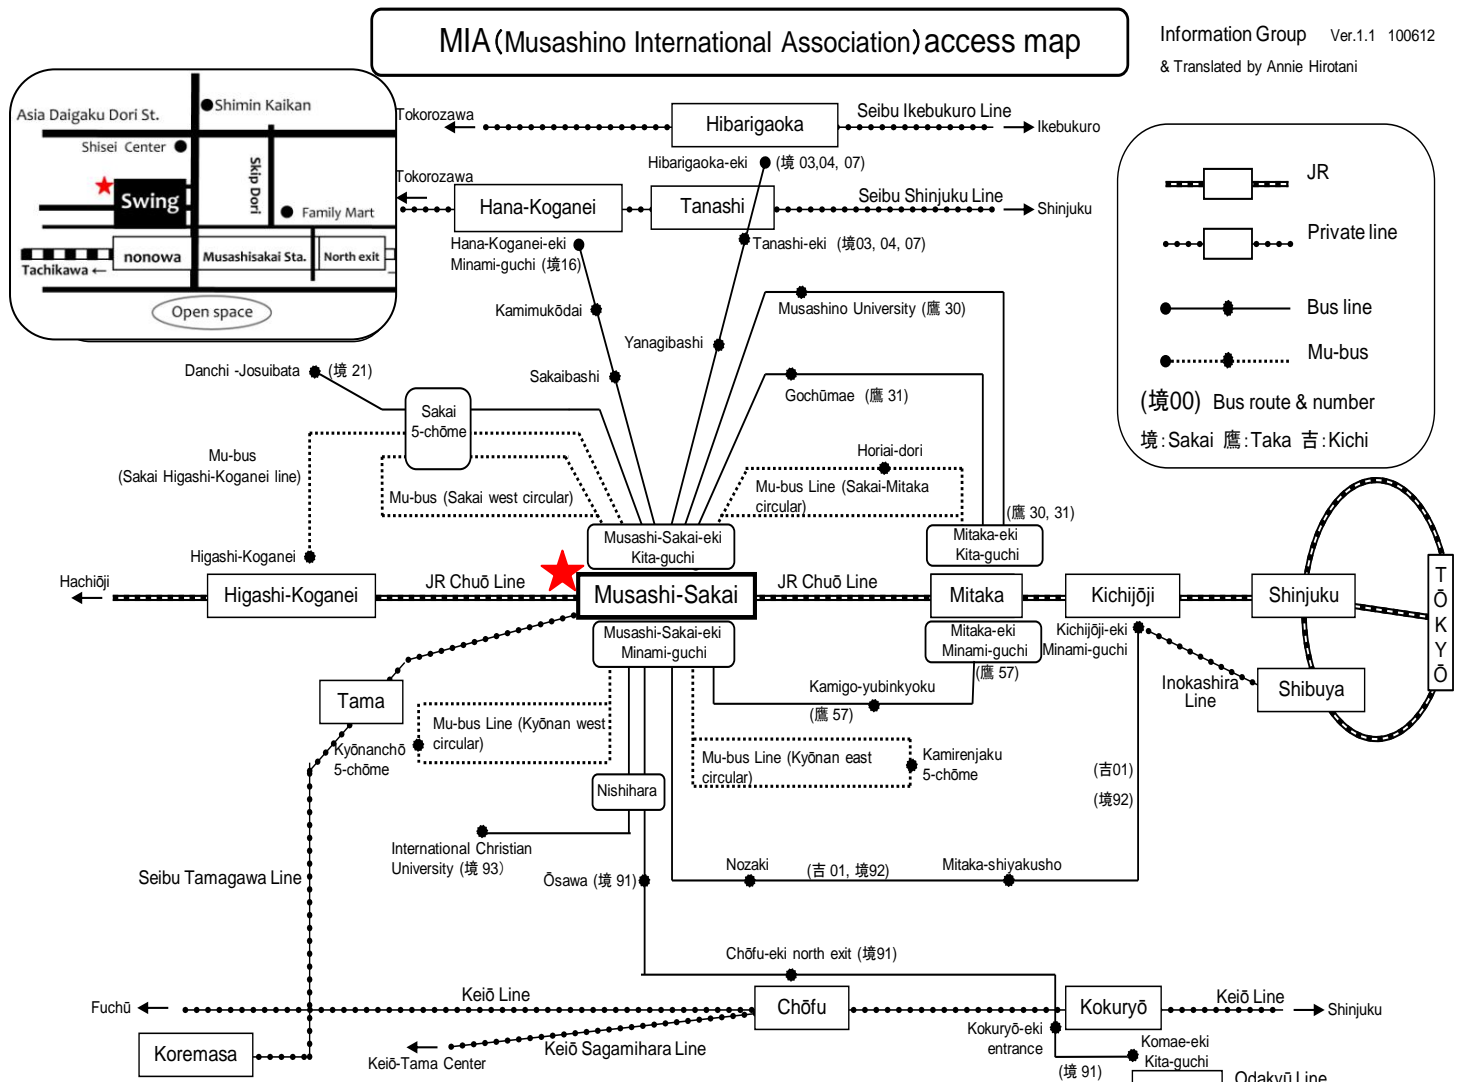 MIA(Musashino International Association)access map
Information Group Ver.1.1 100612
& Translated by Annie Hirotani
Asia Daigaku Dori St.
Shimin Kaikan
Shisei Center
Skip Dori
Swing
Family Mart
nonowa
Musashisakai Sta.
North exit
Tachikawa ←
Open space
Tokorozawa
Hibarigaoka
Seibu Ikebukuro Line
Ikebukuro
Hibarigaoka-eki
(境 03,04, 07)
Tokorozawa
Hana-Koganei
Tanashi
Seibu Shinjuku Line
Shinjuku
Hana-Koganei-eki
Minami-guchi (境16)
Tanashi-eki (境03, 04, 07)
JR
Private line
Bus line
Mu-bus
(境00) Bus route & number
境:Sakai 鷹:Taka 吉:Kichi
Kamimukōdai
Musashino University (鷹 30)
Yanagibashi
Sakaibashi
Danchi -Josuibata
(境 21)
Gochūmae (鷹 31)
Sakai
5-chōme
Mu-bus
(Sakai Higashi-Koganei line)
Mu-bus (Sakai west circular)
Horiai-dori
Mu-bus Line (Sakai-Mitaka
circular)
(鷹 30, 31)
Musashi-Sakai-eki
Kita-guchi
Mitaka-eki
Kita-guchi
Higashi-Koganei
Hachiōji
Higashi-Koganei
JR Chuō Line
Musashi-Sakai
JR Chuō Line
Mitaka
Kichijōji
Shinjuku
TŌKYŌ
Musashi-Sakai-eki
Minami-guchi
Mitaka-eki
Minami-guchi
Kichijōji-eki
Minami-guchi
(鷹 57)
Inokashira
Line
Shibuya
Tama
Kamigo-yubinkyoku
(鷹 57)
Mu-bus Line (Kyōnan west
circular)
Kyōnanchō
5-chōme
Mu-bus Line (Kyōnan east
circular)
Kamirenjaku
5-chōme
(吉01)
(境92)
Nishihara
International Christian
University (境 93)
Seibu Tamagawa Line
Ōsawa (境 91)
Nozaki
(吉 01, 境92)
Mitaka-shiyakusho
Chōfu-eki north exit (境91)
Fuchū
Keiō Line
Chōfu
Kokuryō
Keiō Line
Shinjuku
Koremasa
Keiō-Tama Center
Keiō Sagamihara Line
Kokuryō-eki
entrance
Komae-eki
Kita-guchi
(境 91)
Odakyū Line